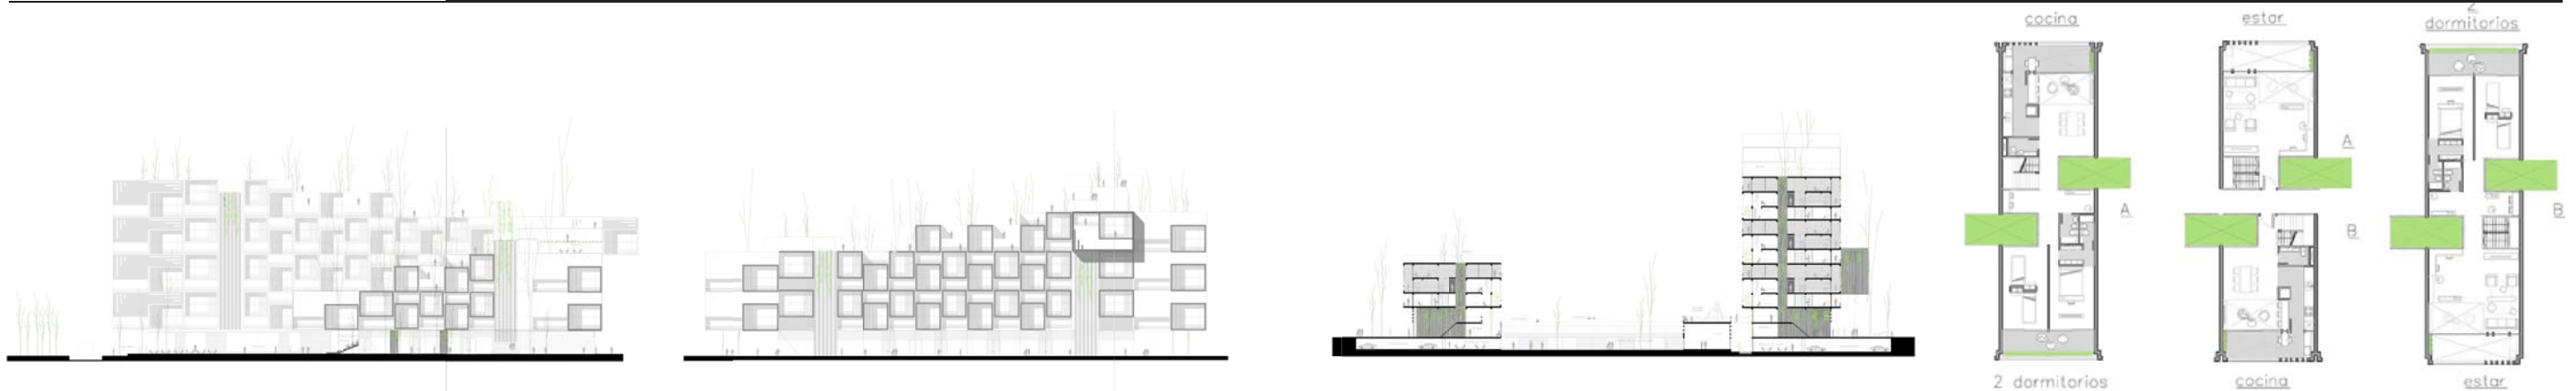 cocina
estar
2
dormitorios
A
A
B
B
2 dormitorios
cocina
estar